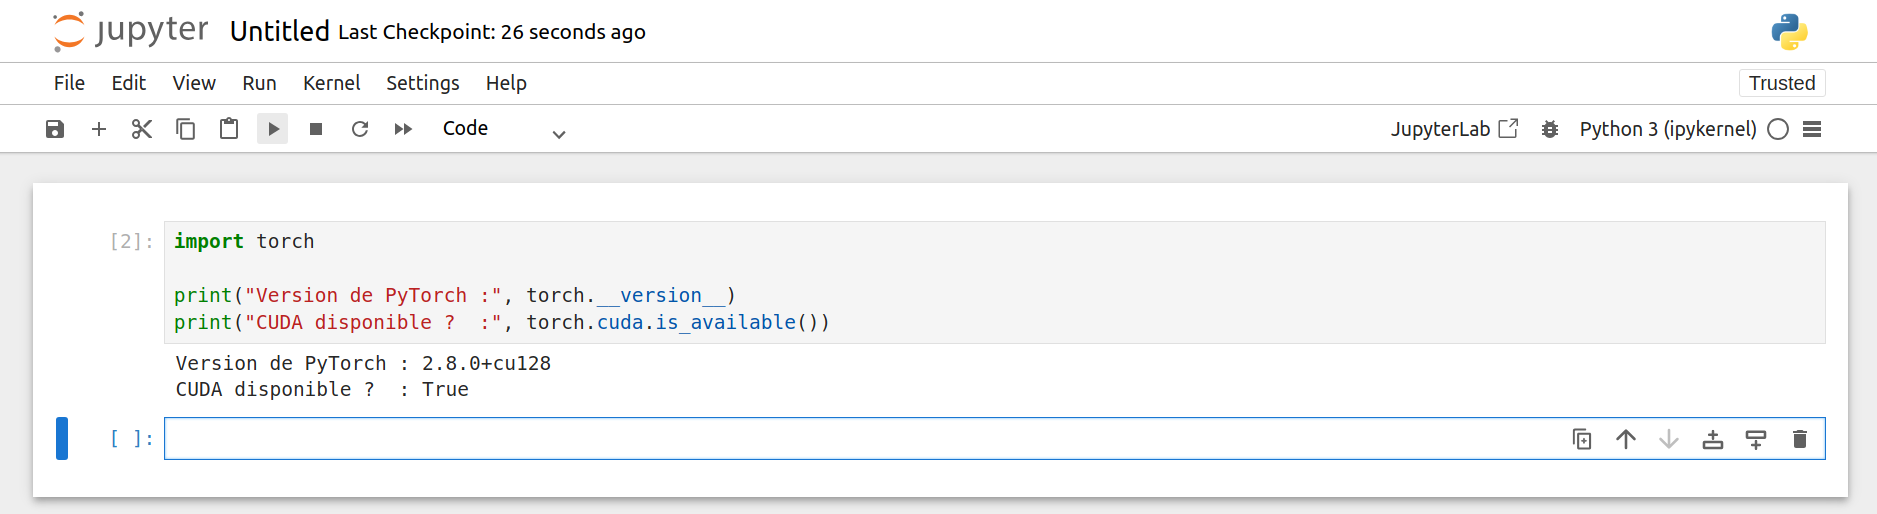 jupyter Untitled Last Checkpoint: 26 seconds ago
File Edit View Run Kernel Settings Help Trusted
Code JupyterLab Python 3 (ipykernel)
[2]: import torch
print("Version de PyTorch :", torch.__version__)
print("CUDA disponible ?  :", torch.cuda.is_available())
Version de PyTorch : 2.8.0+cu128
CUDA disponible ?  : True
[ ]: